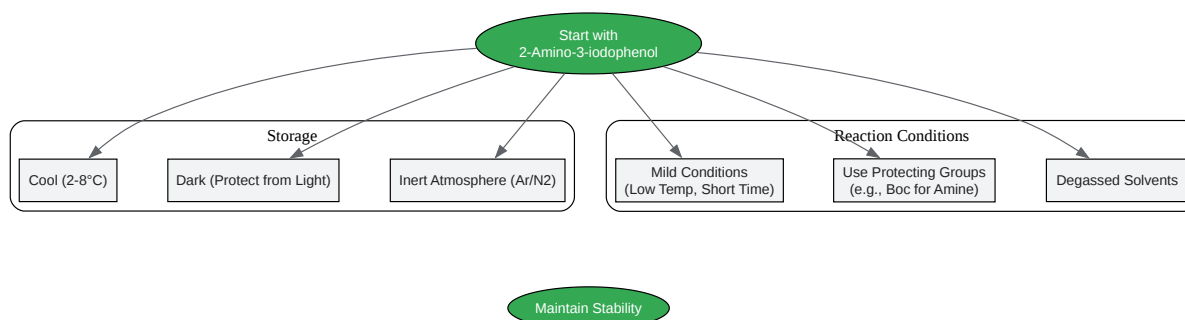 Start with
2-Amino-3-iodophenol
Storage
Reaction Conditions
Cool (2-8°C)
Dark (Protect from Light)
Inert Atmosphere (Ar/N2)
Mild Conditions
(Low Temp, Short Time)
Use Protecting Groups
(e.g., Boc for Amine)
Degassed Solvents
Maintain Stability